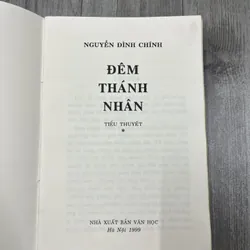 NGUYỄN ĐÌNH CHÍNH
ĐÊM
THÁNH
NHÂN
TIỂU THUYẾT
*
NHÀ XUẤT BẢN VĂN HỌC
Hà Nội 1999